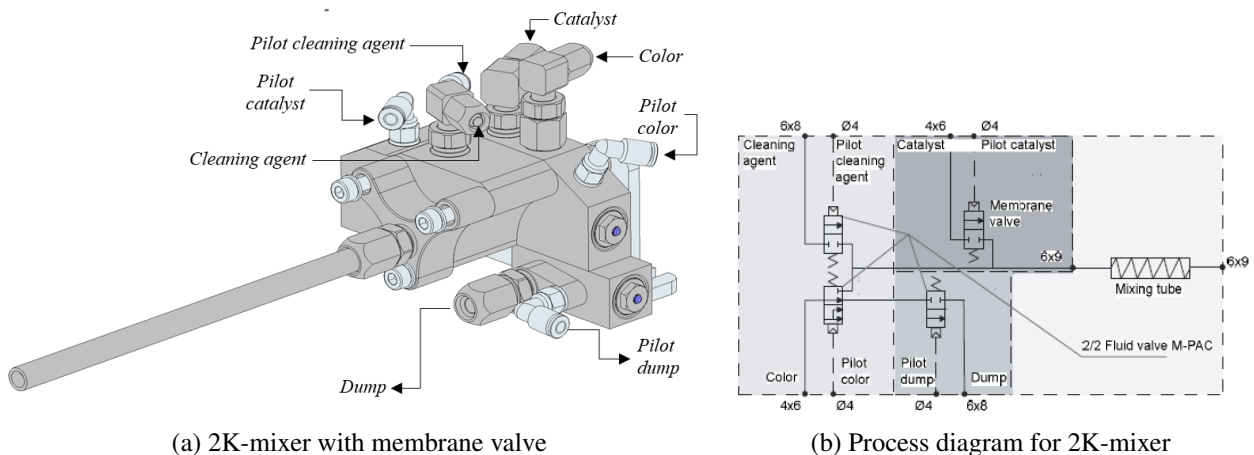 Catalyst
Pilot cleaning agent
Color
Pilot
catalyst
Pilot
color
Cleaning agent
Pilot
dump
Dump
6x8
Ø4
4x6
Ø4
Cleaning
agent
Pilot
cleaning
agent
Catalyst
Pilot catalyst
Membrane
valve
6x9
6x9
Mixing tube
2/2 Fluid valve M-PAC
Color
Pilot
color
Pilot
dump
Dump
4x6
Ø4
Ø4
6x8
(a) 2K-mixer with membrane valve
(b) Process diagram for 2K-mixer